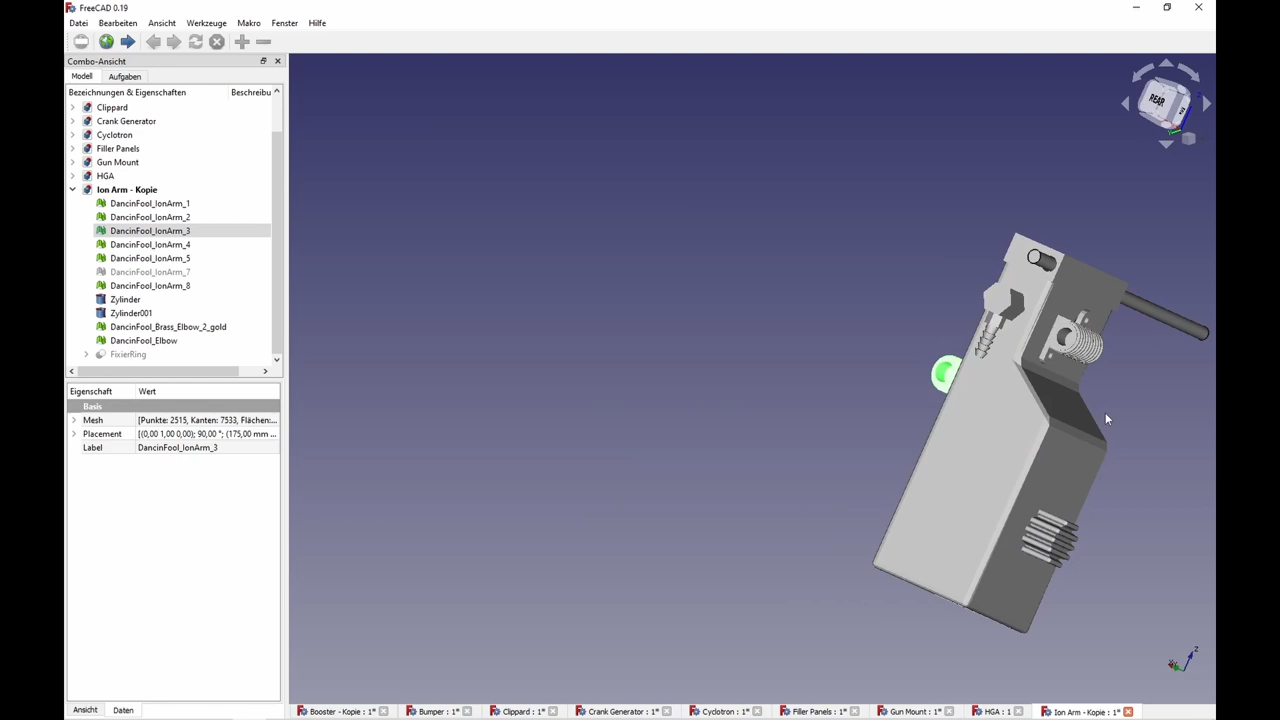 FreeCAD 0.19
Datei Bearbeiten Ansicht Werkzeuge Makro Fenster Hilfe
Combo-Ansicht
Modell Aufgaben
Bezeichnungen & Eigenschaften Beschreibu
Clippard
Crank Generator
Cyclotron
Filler Panels
Gun Mount
HGA
Ion Arm - Kopie
DancinFool_IonArm_1
DancinFool_IonArm_2
DancinFool_IonArm_3
DancinFool_IonArm_4
DancinFool_IonArm_5
DancinFool_IonArm_7
DancinFool_IonArm_8
Zylinder
Zylinder001
DancinFool_Brass_Elbow_2_gold
DancinFool_Elbow
FixierRing
Eigenschaft Wert
Basis
Mesh [Punkte: 2515, Kanten: 7533, Flächen:...
Placement [(0,00 1,00 0,00); 90,00 °; (175,00 mm ...
Label DancinFool_IonArm_3
Ansicht Daten
REAR
Z
Booster - Kopie : 1* Bumper : 1* Clippard : 1* Crank Generator : 1* Cyclotron : 1* Filler Panels : 1* Gun Mount : 1* HGA : 1 Ion Arm - Kopie : 1*